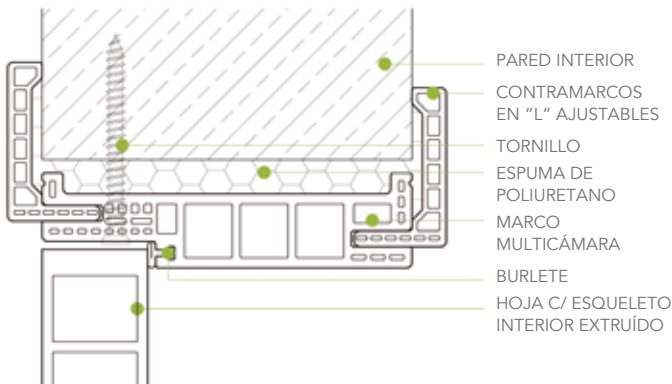 PARED INTERIOR
CONTRAMARCOS
EN “L” AJUSTABLES
TORNILLO
ESPUMA DE
POLIURETANO
MARCO
MULTICÁMARA
BURLETE
HOJA C/ ESQUELETO
INTERIOR EXTRUÍDO